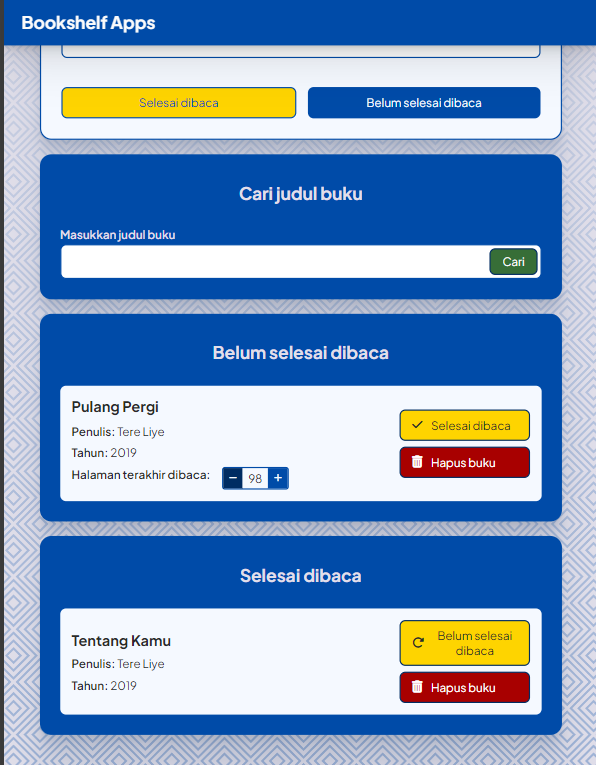 Bookshelf Apps
Selesai dibaca
Belum selesai dibaca
Cari judul buku
Masukkan judul buku
Cari
Belum selesai dibaca
Pulang Pergi
Penulis: Tere Liye
Tahun: 2019
Halaman terakhir dibaca: − 98 +
Selesai dibaca
Hapus buku
Selesai dibaca
Tentang Kamu
Penulis: Tere Liye
Tahun: 2019
Belum selesai
dibaca
Hapus buku